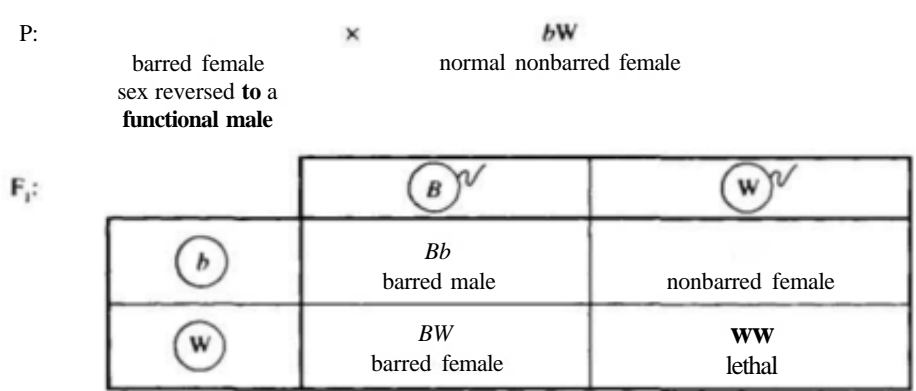 P: × bW
barred female normal nonbarred female
sex reversed to a
functional male
F₁: B W
b Bb
barred male nonbarred female
W BW WW
barred female lethal